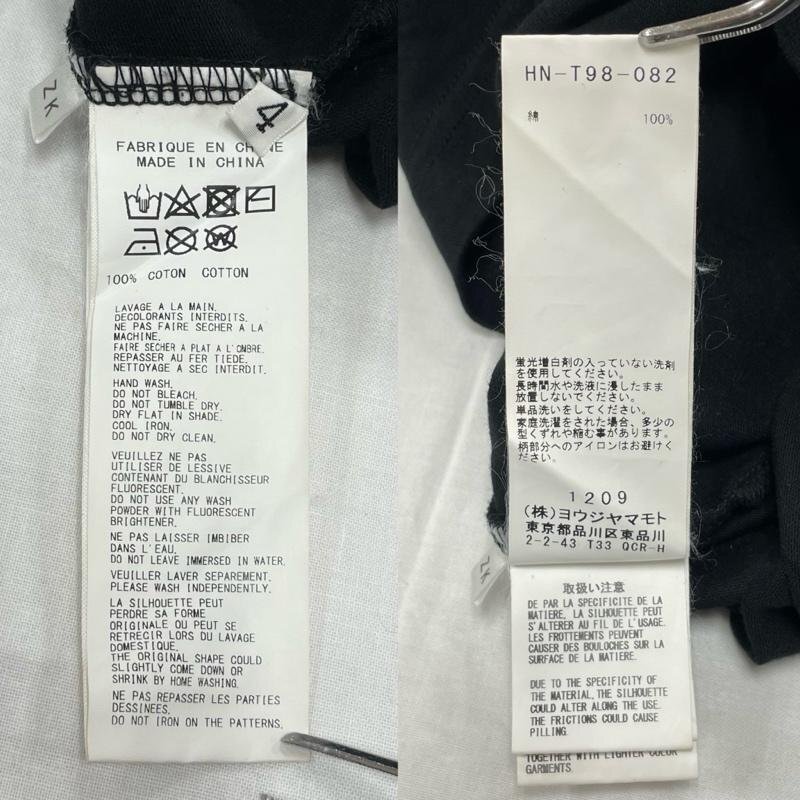 ZK
4
FABRIQUE EN CHINE
MADE IN CHINA
W
100% COTON COTTON
LAVAGE A LA MAIN.
DECOLORANTS INTERDITS.
NE PAS FAIRE SECHER A LA
MACHINE.
FAIRE SECHER A PLAT A L'OMBRE.
REPASSER AU FER TIEDE.
NETTOYAGE A SEC INTERDIT.
HAND WASH.
DO NOT BLEACH.
DO NOT TUMBLE DRY.
DRY FLAT IN SHADE.
COOL IRON.
DO NOT DRY CLEAN.
VEUILLEZ NE PAS
UTILISER DE LESSIVE
CONTENANT DU BLANCHISSEUR
FLUORESCENT.
DO NOT USE ANY WASH
POWDER WITH FLUORESCENT
BRIGHTENER.
NE PAS LAISSER IMBIBER
DANS L'EAU.
DO NOT LEAVE IMMERSED IN WATER.
VEUILLER LAVER SEPAREMENT.
PLEASE WASH INDEPENDENTLY.
LA SILHOUETTE PEUT
PERDRE SA FORME
ORIGINALE OU PEUT SE
RETRECIR LORS DU LAVAGE
DOMESTIQUE.
THE ORIGINAL SHAPE COULD
SLIGHTLY COME DOWN OR
SHRINK BY HOME WASHING.
NE PAS REPASSER LES PARTIES
DESSINEES.
DO NOT IRON ON THE PATTERNS.
HN-T98-082
綿 100%
蛍光増白剤の入っていない洗剤
を使用してください。
長時間水や洗液に浸したまま
放置しないでください。
単品洗いをしてください。
家庭洗濯をされた場合、多少の
型くずれや縮む事があります。
柄部分へのアイロンはお避けく
ださい。
1209
(株)ヨウジヤマモト
東京都品川区東品川
2-2-43 T33 QCR-H
ZK
取扱い注意
DE PAR LA SPECIFICITE DE LA
MATIERE, LA SILHOUETTE PEUT
S'ALTERER AU FIL DE L'USAGE.
LES FROTTEMENTS PEUVENT
CAUSER DES BOULOCHES SUR LA
SURFACE DE LA MATIERE.
DUE TO THE SPECIFICITY OF
THE MATERIAL, THE SILHOUETTE
COULD ALTER ALONG THE USE.
THE FRICTIONS COULD CAUSE
PILLING.
TOGETHER WITH LIGHTER COLOR
GARMENTS.